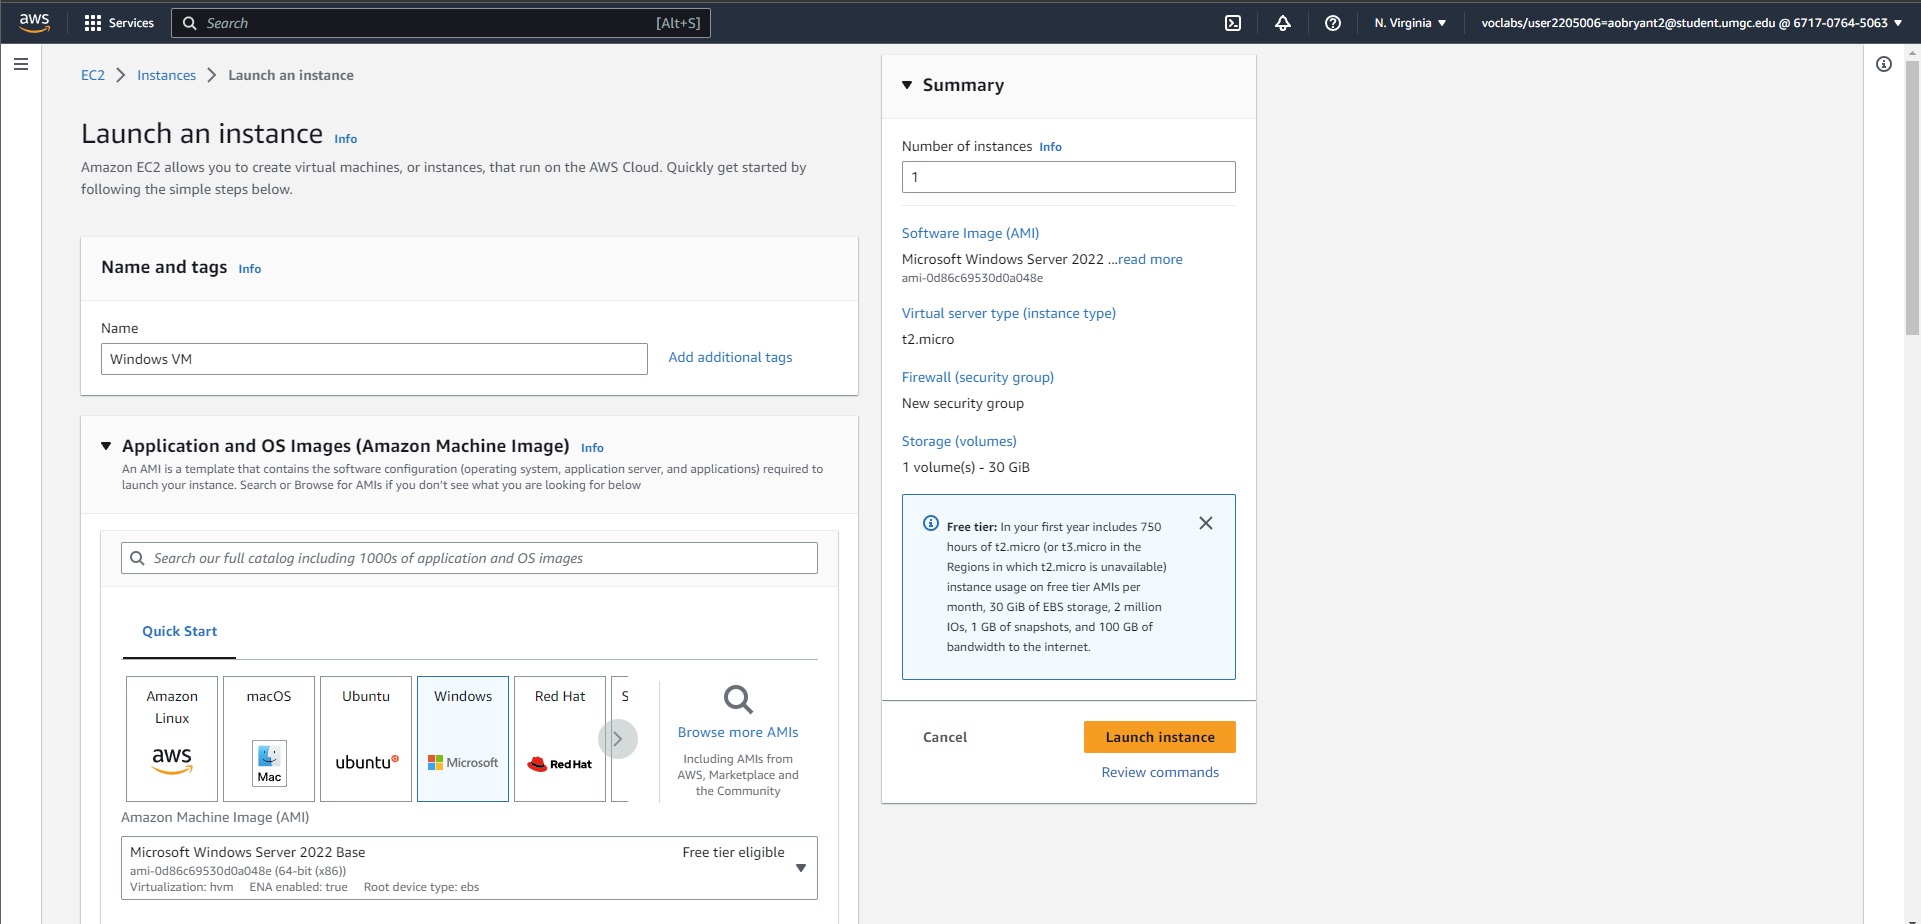 aws Services Search [Alt+S] N. Virginia voclabs/user2205006=aobryant2@student.umgc.edu @ 6717-0764-5063
EC2 Instances Launch an instance
Launch an instance Info
Amazon EC2 allows you to create virtual machines, or instances, that run on the AWS Cloud. Quickly get started by
following the simple steps below.
Name and tags Info
Name
Windows VM Add additional tags
Application and OS Images (Amazon Machine Image) Info
An AMI is a template that contains the software configuration (operating system, application server, and applications) required to
launch your instance. Search or Browse for AMIs if you don't see what you are looking for below
Search our full catalog including 1000s of application and OS images
Quick Start
Amazon
Linux
aws
macOS
Mac
Ubuntu
ubuntu
Windows
Microsoft
Red Hat
Red Hat
S
Browse more AMIs
Including AMIs from
AWS, Marketplace and
the Community
Amazon Machine Image (AMI)
Microsoft Windows Server 2022 Base Free tier eligible
ami-0d86c69530d0a048e (64-bit (x86))
Virtualization: hvm ENA enabled: true Root device type: ebs
Summary
Number of instances Info
1
Software Image (AMI)
Microsoft Windows Server 2022 ...read more
ami-0d86c69530d0a048e
Virtual server type (instance type)
t2.micro
Firewall (security group)
New security group
Storage (volumes)
1 volume(s) - 30 GiB
Free tier: In your first year includes 750
hours of t2.micro (or t3.micro in the
Regions in which t2.micro is unavailable)
instance usage on free tier AMIs per
month, 30 GiB of EBS storage, 2 million
IOs, 1 GB of snapshots, and 100 GB of
bandwidth to the internet.
Cancel Launch instance
Review commands